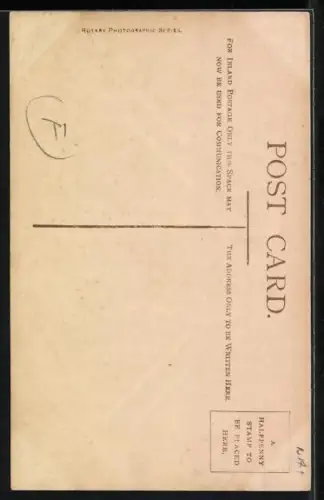 ROTARY PHOTOGRAPHIC SERIES.
POST CARD.
FOR INLAND POSTAGE ONLY THIS SPACE MAY
NOW BE USED FOR COMMUNICATION.
THE ADDRESS ONLY TO BE WRITTEN HERE.
A
HALFPENNY
STAMP TO
BE PLACED
HERE.
F